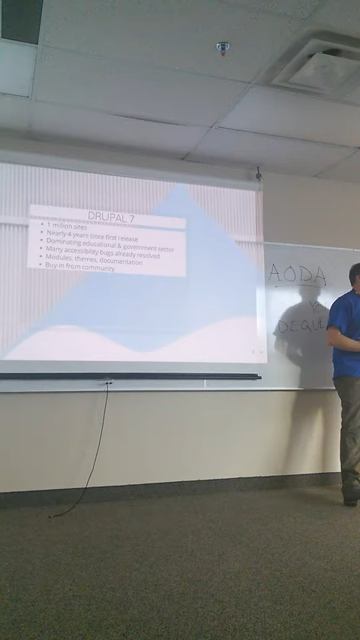 DRUPAL 7
• 1 million sites
• Nearly 4 years since first release
• Dominating educational & government sector
• Many accessibility bugs already resolved
• Modules, themes, documentation
• Buy-in from community
AODA
DEQUE